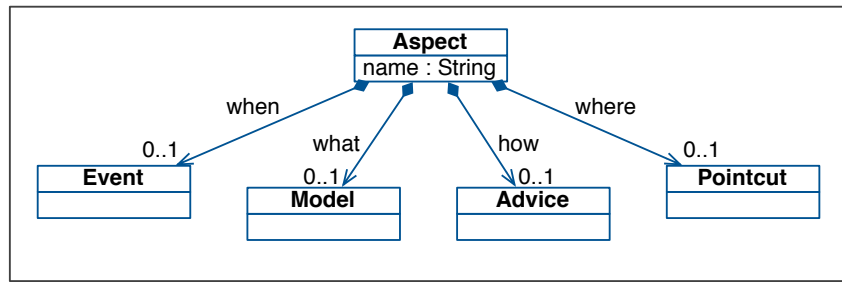 Aspect
name : String
when
where
what
how
0..1
0..1
0..1
0..1
Event
Model
Advice
Pointcut